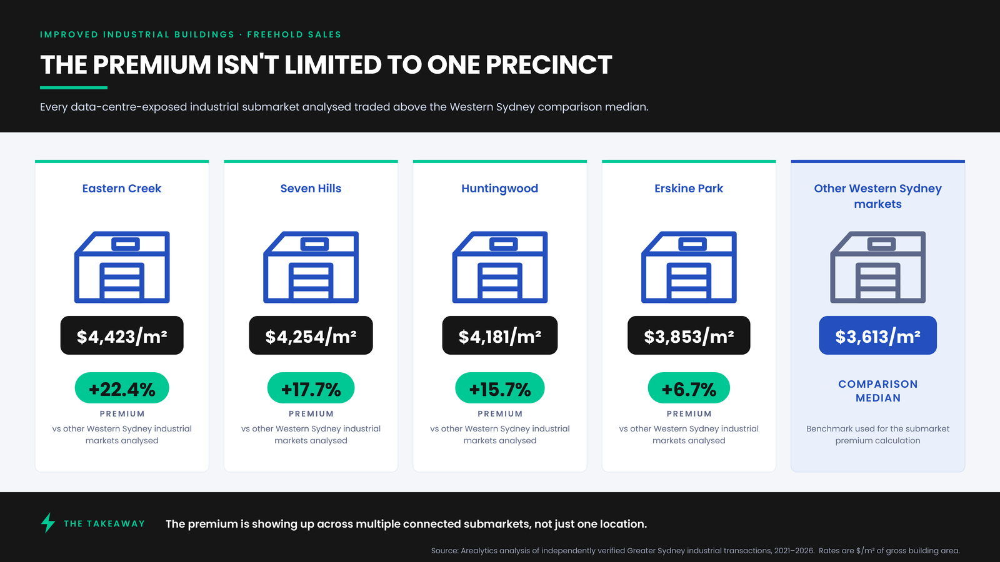 IMPROVED INDUSTRIAL BUILDINGS · FREEHOLD SALES
THE PREMIUM ISN'T LIMITED TO ONE PRECINCT
Every data-centre-exposed industrial submarket analysed traded above the Western Sydney comparison median.
Eastern Creek
$4,423/m²
+22.4%
PREMIUM
vs other Western Sydney industrial
markets analysed
Seven Hills
$4,254/m²
+17.7%
PREMIUM
vs other Western Sydney industrial
markets analysed
Huntingwood
$4,181/m²
+15.7%
PREMIUM
vs other Western Sydney industrial
markets analysed
Erskine Park
$3,853/m²
+6.7%
PREMIUM
vs other Western Sydney industrial
markets analysed
Other Western Sydney
markets
$3,613/m²
COMPARISON
MEDIAN
Benchmark used for the submarket
premium calculation
THE TAKEAWAY
The premium is showing up across multiple connected submarkets, not just one location.
Source: Arealytics analysis of independently verified Greater Sydney industrial transactions, 2021–2026. Rates are $/m² of gross building area.